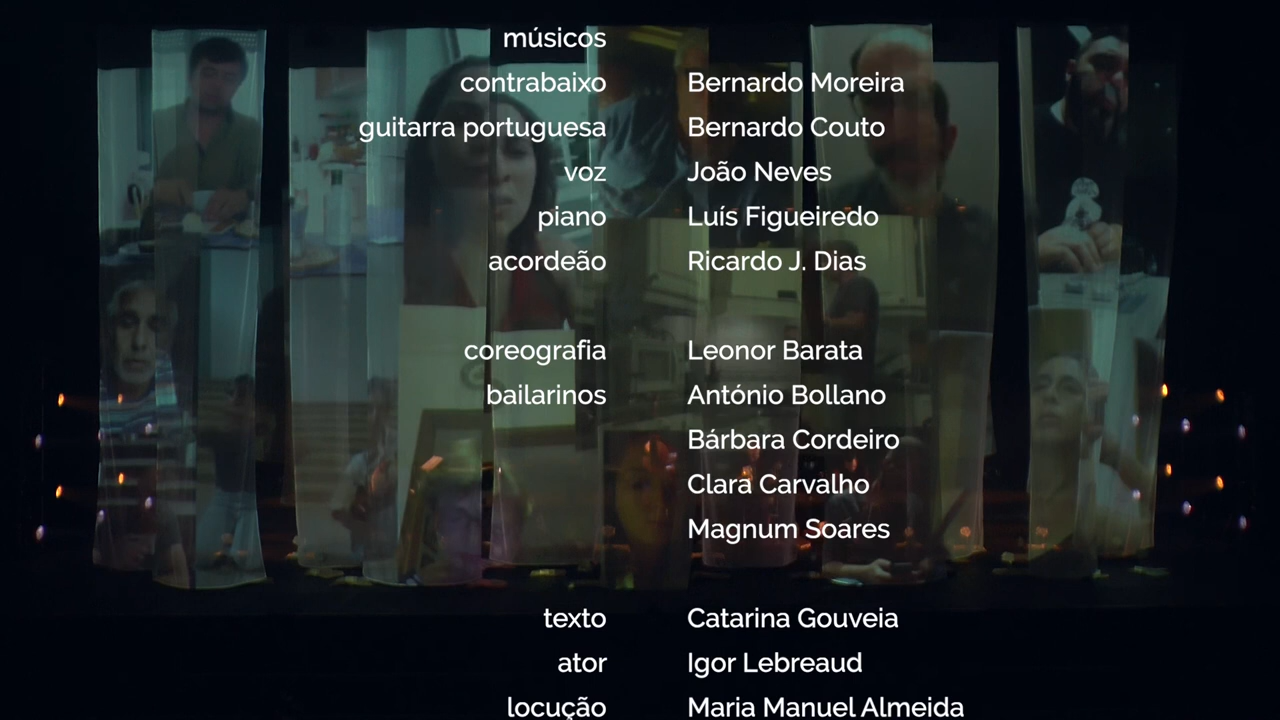 músicos
contrabaixo Bernardo Moreira
guitarra portuguesa Bernardo Couto
voz João Neves
piano Luís Figueiredo
acordeão Ricardo J. Dias
coreografia Leonor Barata
bailarinos António Bollano
Bárbara Cordeiro
Clara Carvalho
Magnum Soares
texto Catarina Gouveia
ator Igor Lebreaud
locução Maria Manuel Almeida